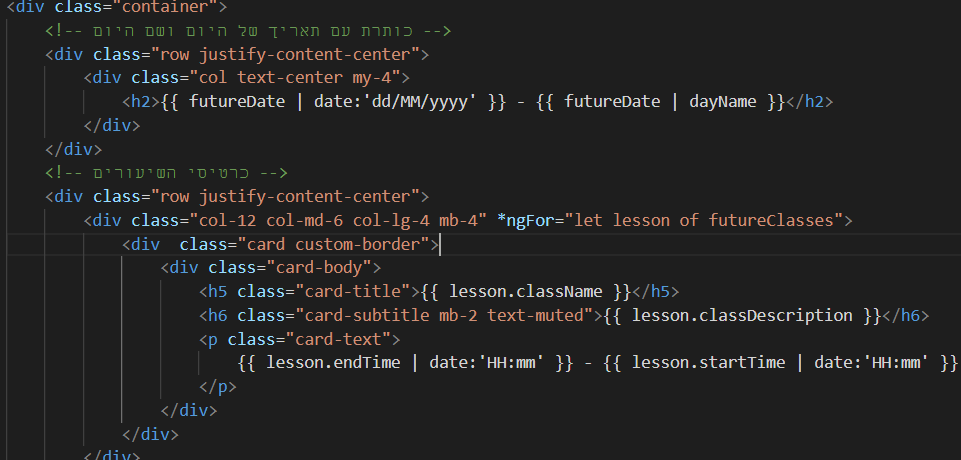 <div class="container">
<!-- כותרת עם תאריך של היום ושם היום -->
<div class="row justify-content-center">
<div class="col text-center my-4">
<h2>{{ futureDate | date:'dd/MM/yyyy' }} - {{ futureDate | dayName }}</h2>
</div>
</div>
<!-- כרטיסי השיעורים -->
<div class="row justify-content-center">
<div class="col-12 col-md-6 col-lg-4 mb-4" *ngFor="let lesson of futureClasses">
<div  class="card custom-border">
<div class="card-body">
<h5 class="card-title">{{ lesson.className }}</h5>
<h6 class="card-subtitle mb-2 text-muted">{{ lesson.classDescription }}</h6>
<p class="card-text">
{{ lesson.endTime | date:'HH:mm' }} - {{ lesson.startTime | date:'HH:mm' }}
</p>
</div>
</div>
</div>